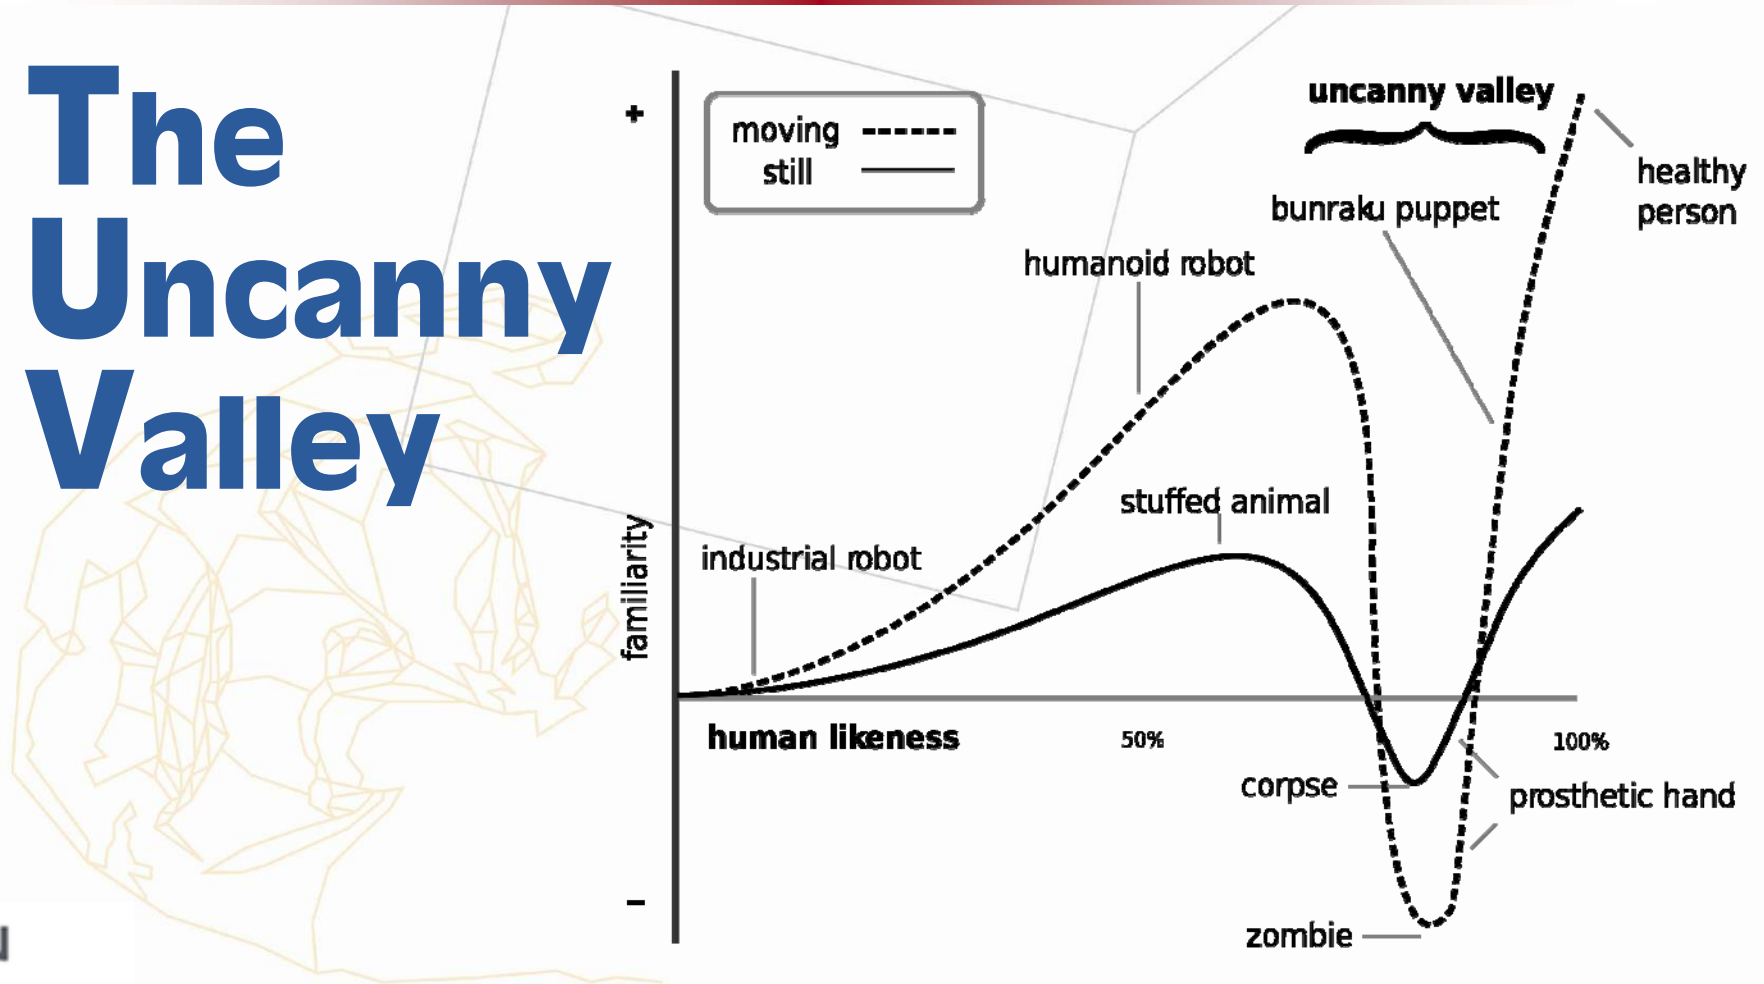 The
Uncanny
Valley
+
moving
still
uncanny valley
healthy
person
bunraku puppet
humanoid robot
stuffed animal
industrial robot
familiarity
human likeness
50%
100%
corpse
prosthetic hand
–
zombie